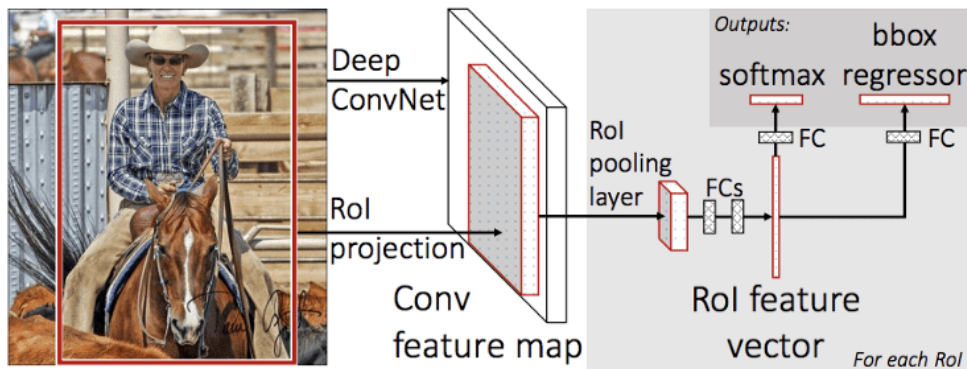 Deep
ConvNet
RoI
projection
Conv
feature map
RoI
pooling
layer
FCs
Outputs:
softmax
bbox
regressor
FC
FC
RoI feature
vector
For each RoI